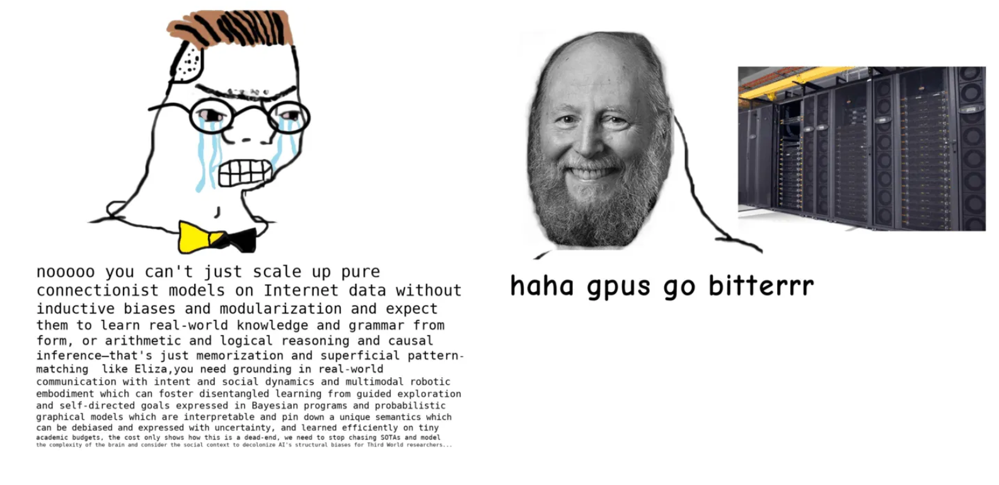 nooooo you can't just scale up pure
connectionist models on Internet data without
inductive biases and modularization and expect
them to learn real-world knowledge and grammar from
form, or arithmetic and logical reasoning and causal
inference—that's just memorization and superficial pattern-
matching  like Eliza,you need grounding in real-world
communication with intent and social dynamics and multimodal robotic
embodiment which can foster disentangled learning from guided exploration
and self-directed goals expressed in Bayesian programs and probabilistic
graphical models which are interpretable and pin down a unique semantics which
can be debiased and expressed with uncertainty, and learned efficiently on tiny
academic budgets, the cost only shows how this is a dead-end, we need to stop chasing SOTAs and model
the complexity of the brain and consider the social context to decolonize AI's structural biases for Third World researchers...
haha gpus go bitterrr